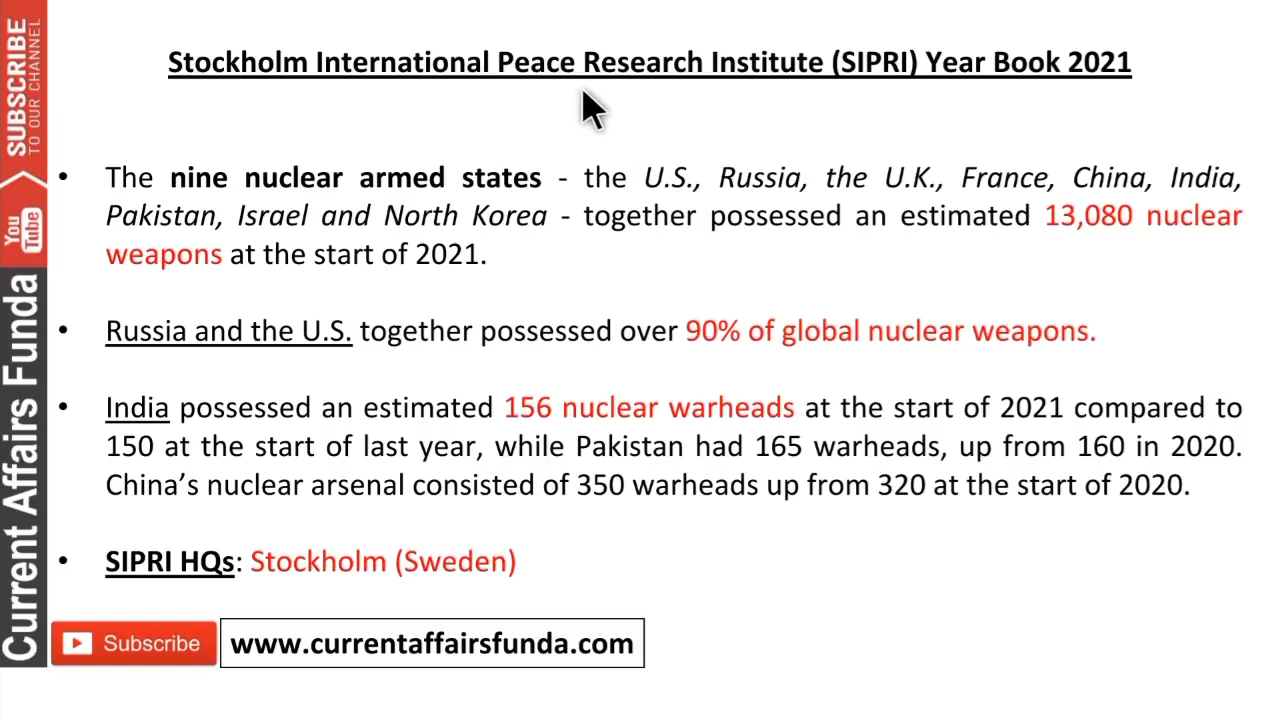 SUBSCRIBE
TO OUR CHANNEL
You
Tube
Current Affairs Funda
Stockholm International Peace Research Institute (SIPRI) Year Book 2021
• The nine nuclear armed states - the U.S., Russia, the U.K., France, China, India,
Pakistan, Israel and North Korea - together possessed an estimated 13,080 nuclear
weapons at the start of 2021.
• Russia and the U.S. together possessed over 90% of global nuclear weapons.
• India possessed an estimated 156 nuclear warheads at the start of 2021 compared to
150 at the start of last year, while Pakistan had 165 warheads, up from 160 in 2020.
China’s nuclear arsenal consisted of 350 warheads up from 320 at the start of 2020.
• SIPRI HQs: Stockholm (Sweden)
Subscribe
www.currentaffairsfunda.com